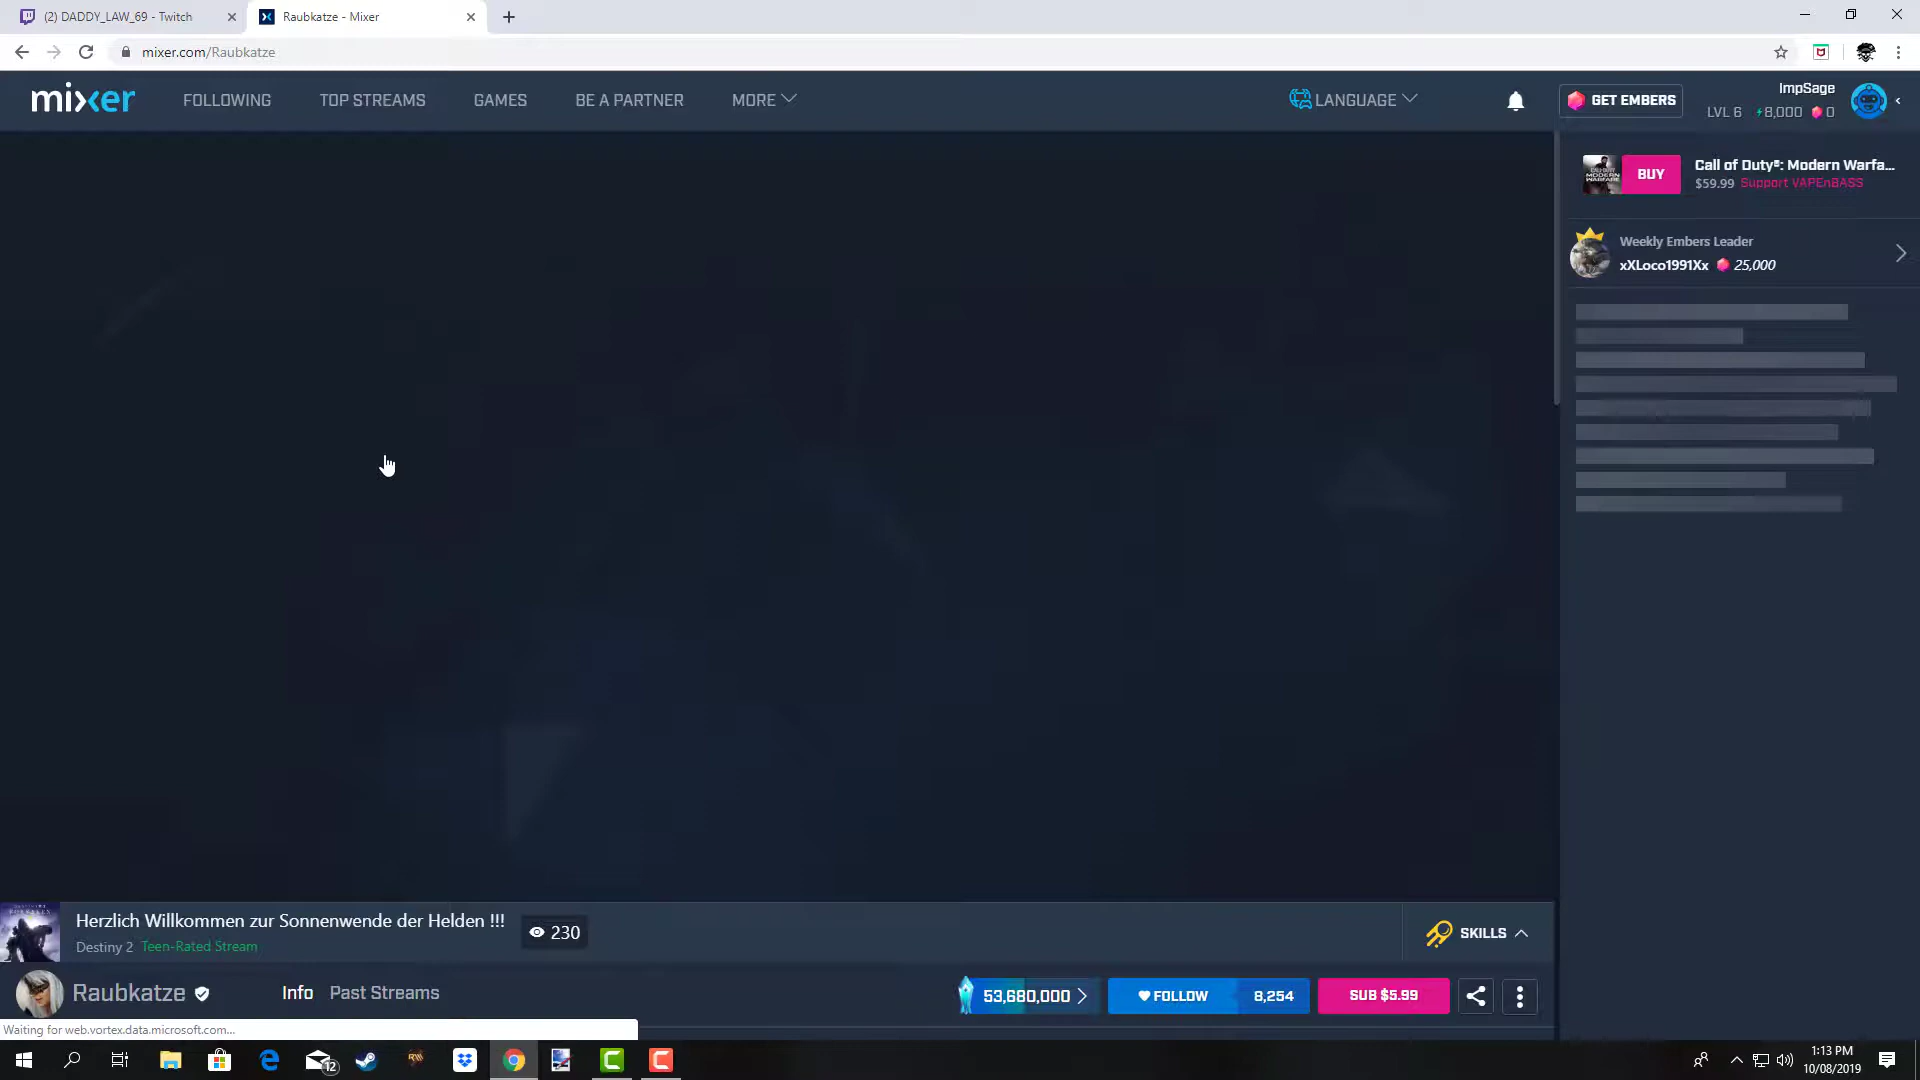 (2) DADDY_LAW_69 - Twitch
Raubkatze - Mixer
mixer.com/Raubkatze
mixer
FOLLOWING
TOP STREAMS
GAMES
BE A PARTNER
MORE
LANGUAGE
GET EMBERS
ImpSage
LVL 6 8,000 0
BUY
Call of Duty®: Modern Warfa...
$59.99 Support VAPEnBASS
Weekly Embers Leader
xXLoco1991Xx 25,000
Herzlich Willkommen zur Sonnenwende der Helden !!!
230
Destiny 2 Teen-Rated Stream
SKILLS
Raubkatze
Info
Past Streams
53,680,000
FOLLOW
8,254
SUB $5.99
Waiting for web.vortex.data.microsoft.com...
12
1:13 PM
10/08/2019